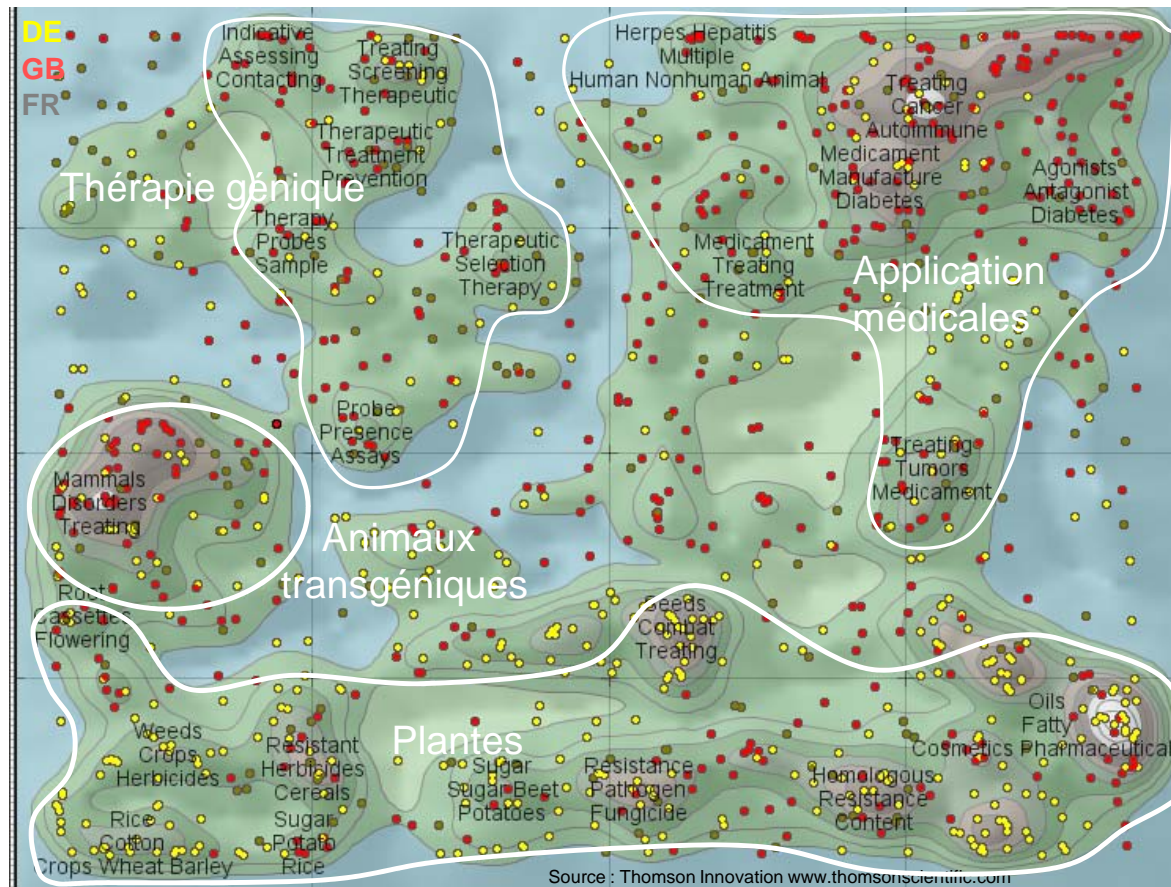 DE
GB
FR
Indicative
Assessing
Contacting
Treating
Screening
Therapeutic
Herpes Hepatitis
Multiple
Human Nonhuman Animal
Treating
Cancer
Autoimmune
Medicament
Manufacture
Diabetes
Therapeutic
Treatment
Prevention
Agonists
Antagonist
Diabetes
Thérapie génique
Therapy
Probes
Sample
Therapeutic
Selection
Therapy
Medicament
Treating
Treatment
Application
médicales
Probe
Presence
Assays
Treating
Tumors
Medicament
Mammals
Disorders
Treating
Animaux
transgéniques
Root
Cassettes
Flowering
Seeds
Combat
Treating
Oils
Fatty
Cosmetics Pharmaceutical
Plantes
Weeds
Crops
Herbicides
Resistant
Herbicides
Cereals
Sugar
Sugar Beet
Potatoes
Resistance
Pathogen
Fungicide
Homologous
Resistance
Content
Rice
Cotton
Crops Wheat Barley
Sugar
Potato
Rice
Source : Thomson Innovation www.thomsonscientific.com